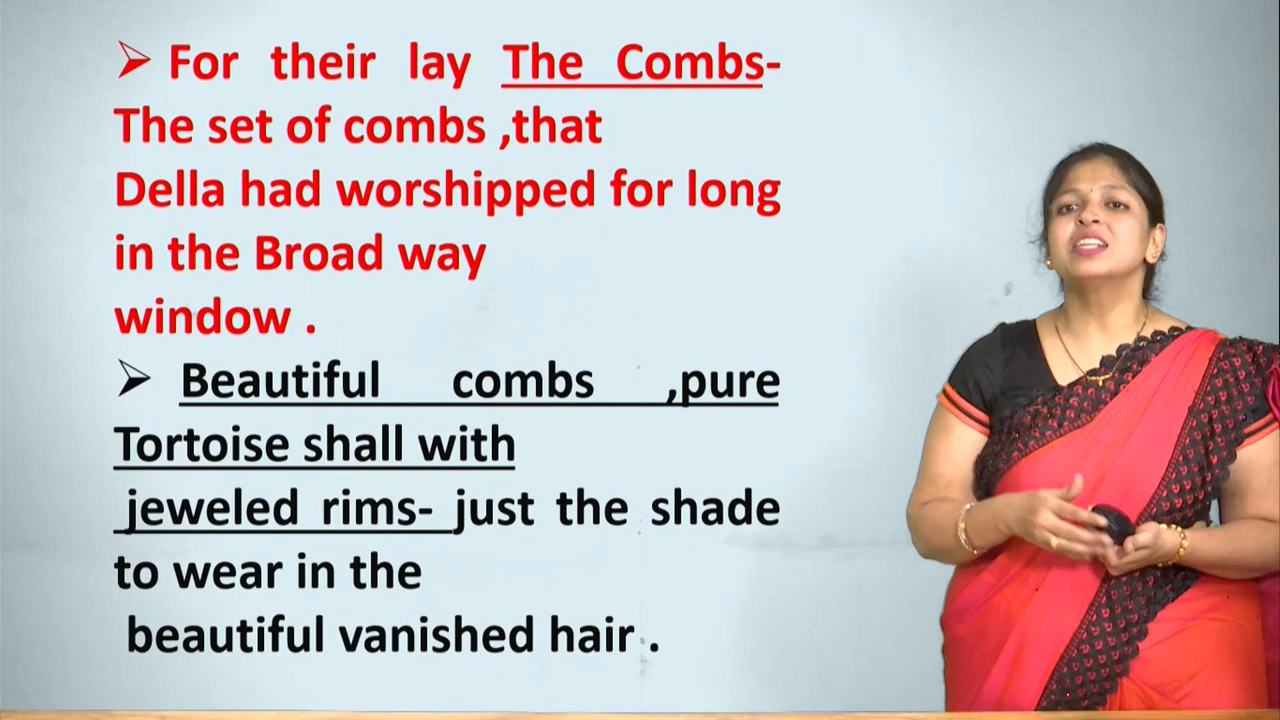 ➢ For their lay The Combs-
The set of combs ,that
Della had worshipped for long
in the Broad way
window .
➢ Beautiful combs ,pure
Tortoise shall with
jeweled rims- just the shade
to wear in the
beautiful vanished hair .